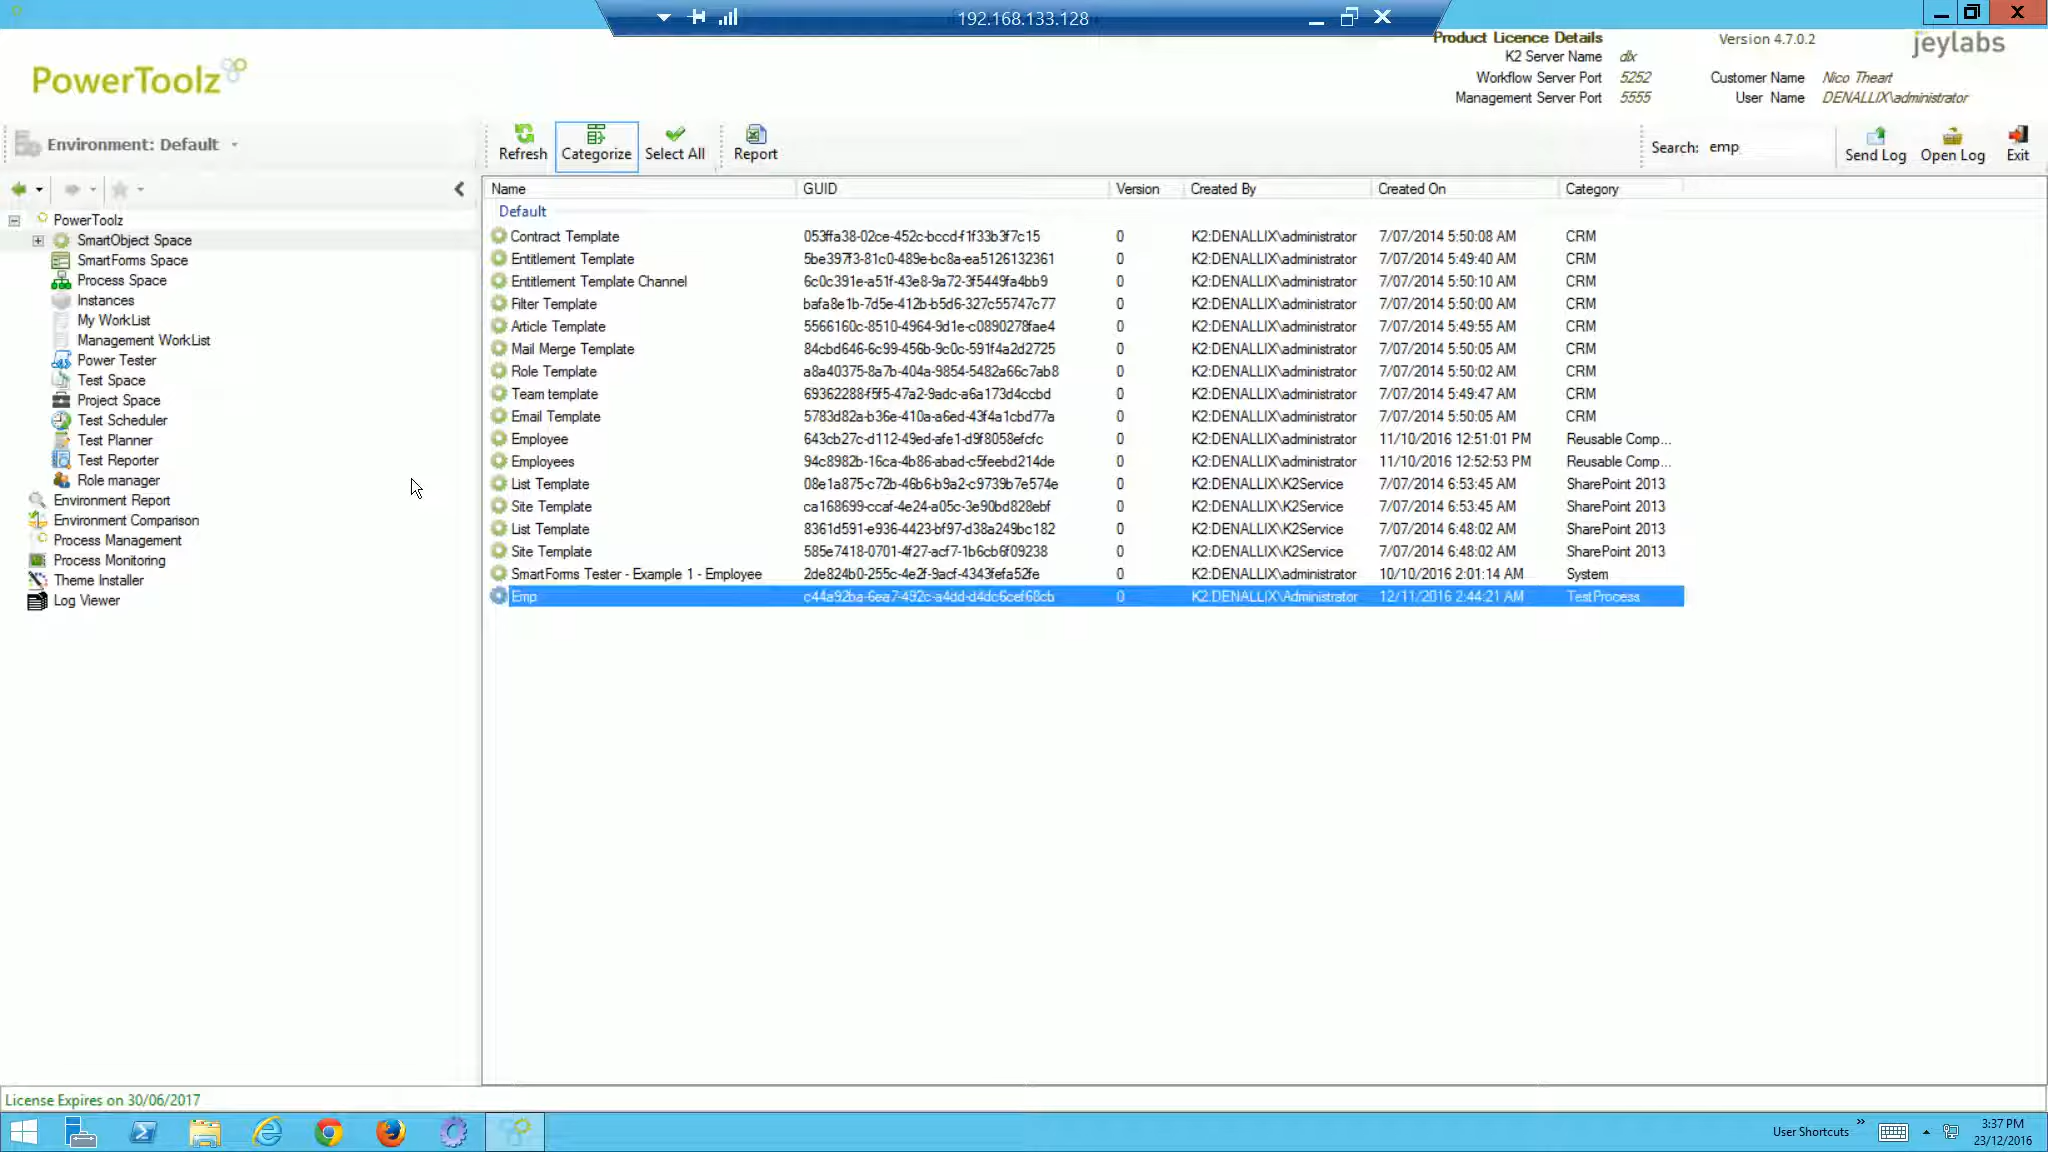 192.168.133.128
PowerToolz
Product Licence Details
Version 4.7.0.2
jeylabs
K2 Server Name dlx
Workflow Server Port 5252
Customer Name Nico Theart
Management Server Port 5555
User Name DENALLIX\administrator
Environment: Default
Refresh
Categorize
Select All
Report
Search: emp
Send Log
Open Log
Exit
PowerToolz
SmartObject Space
SmartForms Space
Process Space
Instances
My WorkList
Management WorkList
Power Tester
Test Space
Project Space
Test Scheduler
Test Planner
Test Reporter
Role manager
Environment Report
Environment Comparison
Process Management
Process Monitoring
Theme Installer
Log Viewer
Name GUID Version Created By Created On Category
Default
Contract Template 053ffa38-02ce-452c-bccd-f1f33b3f7c15 0 K2:DENALLIX\administrator 7/07/2014 5:50:08 AM CRM
Entitlement Template 5be397f3-81c0-489e-bc8a-ea5126132361 0 K2:DENALLIX\administrator 7/07/2014 5:49:40 AM CRM
Entitlement Template Channel 6c0c391e-a51f-43e8-9a72-3f5449fa4bb9 0 K2:DENALLIX\administrator 7/07/2014 5:50:10 AM CRM
Filter Template bafa8e1b-7d5e-412b-b5d6-327c55747c77 0 K2:DENALLIX\administrator 7/07/2014 5:50:00 AM CRM
Article Template 5566160c-8510-4964-9d1e-c0890278fae4 0 K2:DENALLIX\administrator 7/07/2014 5:49:55 AM CRM
Mail Merge Template 84cbd646-6c99-456b-9c0c-591f4a2d2725 0 K2:DENALLIX\administrator 7/07/2014 5:50:05 AM CRM
Role Template a8a40375-8a7b-404a-9854-5482a66c7ab8 0 K2:DENALLIX\administrator 7/07/2014 5:50:02 AM CRM
Team template 69362288-f5f5-47a2-9adc-a6a173d4ccbd 0 K2:DENALLIX\administrator 7/07/2014 5:49:47 AM CRM
Email Template 5783d82a-b36e-410a-a6ed-43f4a1cbd77a 0 K2:DENALLIX\administrator 7/07/2014 5:50:05 AM CRM
Employee 643cb27c-d112-49ed-afe1-d9f8058efcfc 0 K2:DENALLIX\administrator 11/10/2016 12:51:01 PM Reusable Comp...
Employees 94c8982b-16ca-4b86-abad-c5feebd214de 0 K2:DENALLIX\administrator 11/10/2016 12:52:53 PM Reusable Comp...
List Template 08e1a875-c72b-46b6-b9a2-c9739b7e574e 0 K2:DENALLIX\K2Service 7/07/2014 6:53:45 AM SharePoint 2013
Site Template ca168699-ccaf-4e24-a05c-3e90bd828ebf 0 K2:DENALLIX\K2Service 7/07/2014 6:53:45 AM SharePoint 2013
List Template 8361d591-e936-4423-bf97-d38a249bc182 0 K2:DENALLIX\K2Service 7/07/2014 6:48:02 AM SharePoint 2013
Site Template 585e7418-0701-4f27-acf7-1b6cb6f09238 0 K2:DENALLIX\K2Service 7/07/2014 6:48:02 AM SharePoint 2013
SmartForms Tester - Example 1 - Employee 2de824b0-255c-4e2f-9acf-4343fefa52fe 0 K2:DENALLIX\administrator 10/10/2016 2:01:14 AM System
Emp c44a92ba-6ea7-492c-a4dd-d4dc6cef68cb 0 K2:DENALLIX\Administrator 12/11/2016 2:44:21 AM TestProcess
License Expires on 30/06/2017
User Shortcuts
3:37 PM
23/12/2016